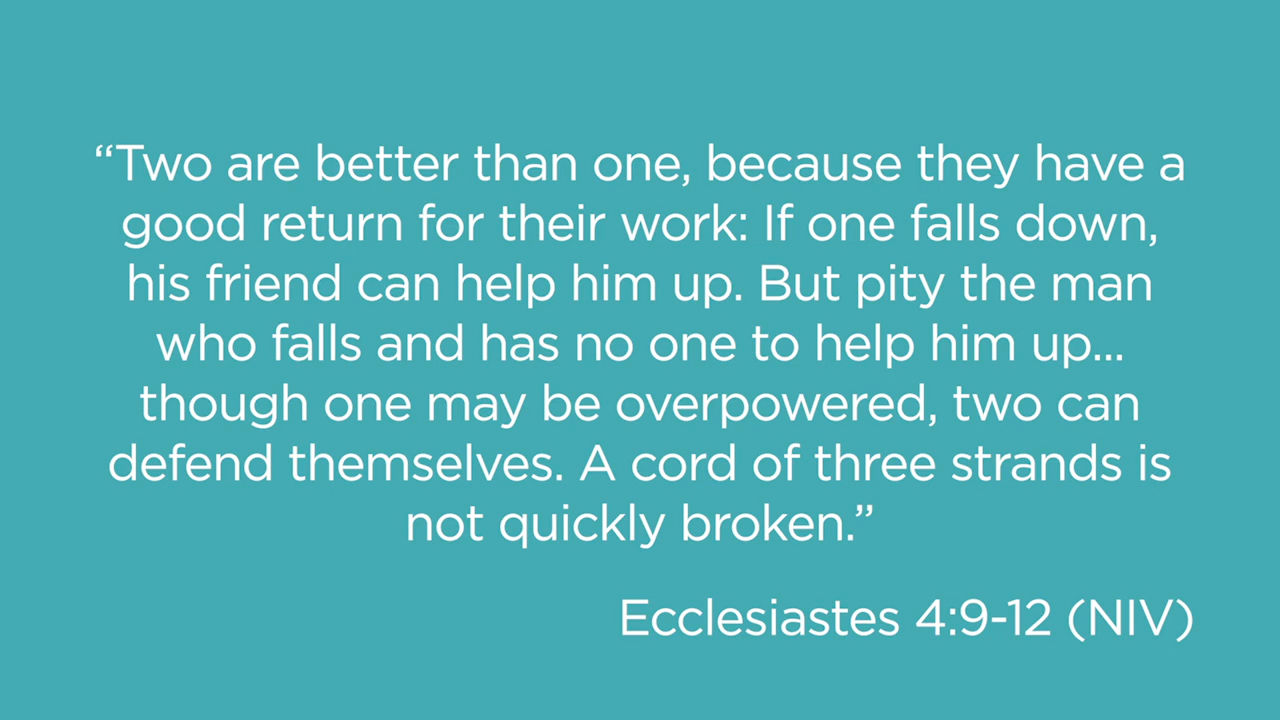 “Two are better than one, because they have a
good return for their work: If one falls down,
his friend can help him up. But pity the man
who falls and has no one to help him up...
though one may be overpowered, two can
defend themselves. A cord of three strands is
not quickly broken.”
Ecclesiastes 4:9-12 (NIV)